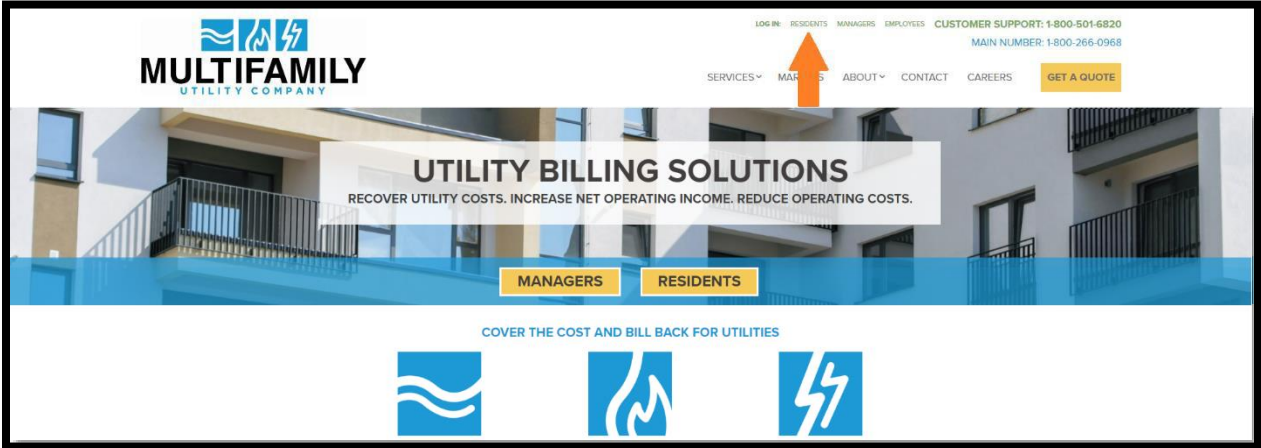 LOG IN: RESIDENTS MANAGERS EMPLOYEES CUSTOMER SUPPORT: 1-800-501-6820
MAIN NUMBER: 1-800-266-0968
MULTIFAMILY
UTILITY COMPANY
SERVICES ABOUT CONTACT CAREERS GET A QUOTE
UTILITY BILLING SOLUTIONS
RECOVER UTILITY COSTS. INCREASE NET OPERATING INCOME. REDUCE OPERATING COSTS.
MANAGERS RESIDENTS
COVER THE COST AND BILL BACK FOR UTILITIES